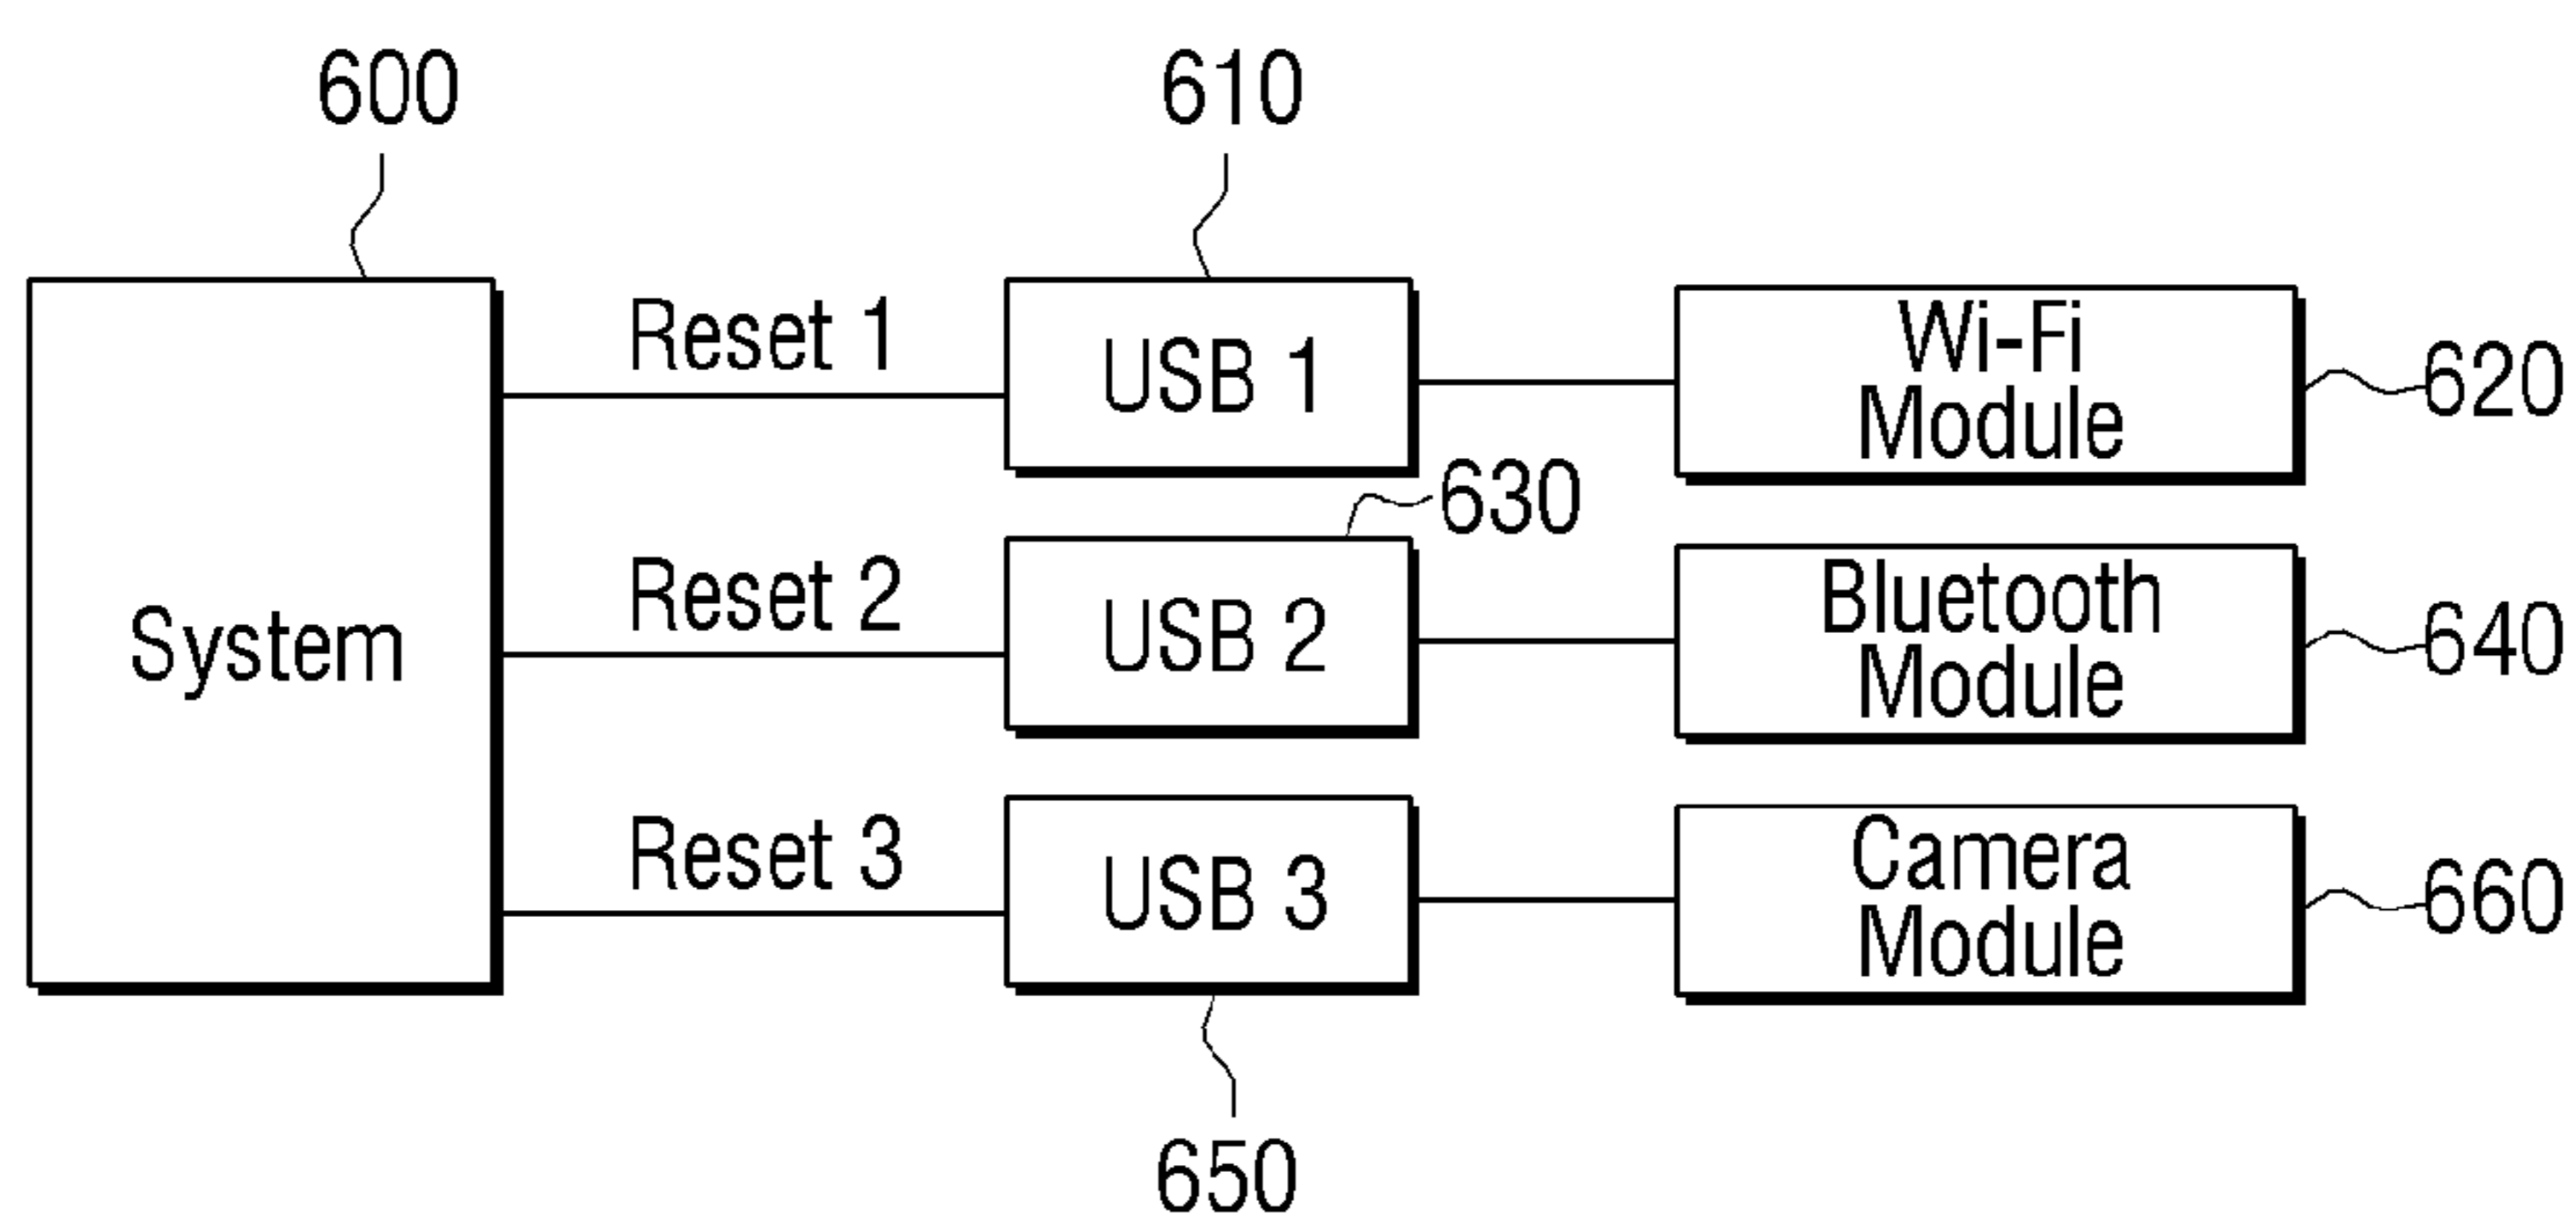 600
610
Reset 1
USB 1
Wi-Fi
Module
620
630
System
Reset 2
USB 2
Bluetooth
Module
640
Reset 3
USB 3
Camera
Module
660
650